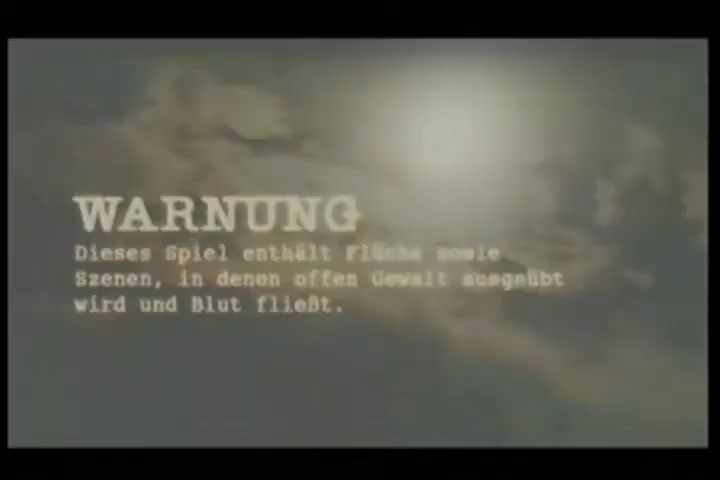 WARNUNG
Dieses Spiel enthält Flüche sowie
Szenen, in denen offen Gewalt ausgeübt
wird und Blut fließt.